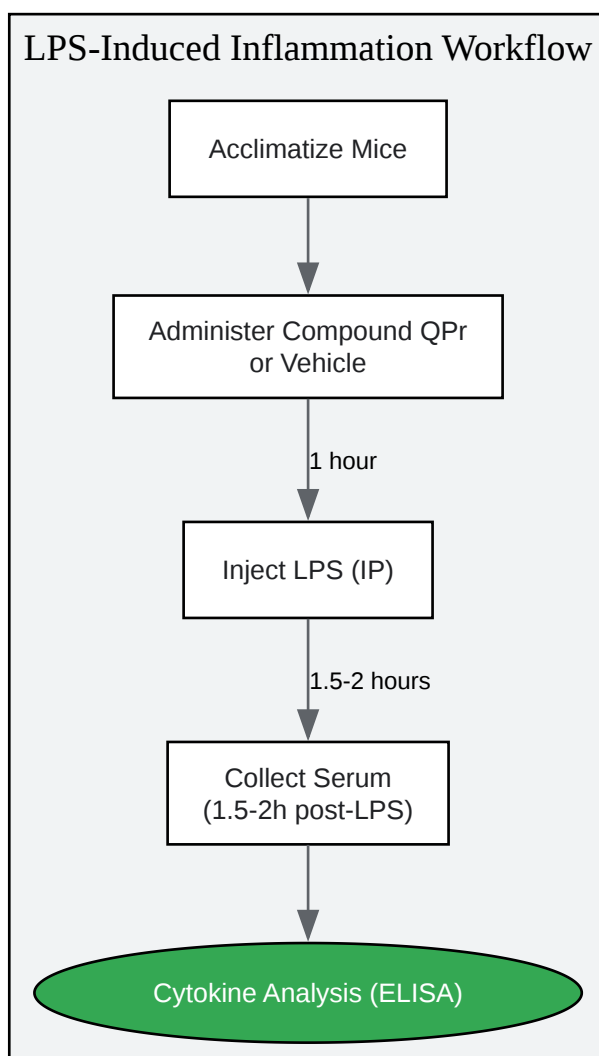 LPS-Induced Inflammation Workflow
Acclimatize Mice
Administer Compound QPr
or Vehicle
1 hour
Inject LPS (IP)
1.5-2 hours
Collect Serum
(1.5-2h post-LPS)
Cytokine Analysis (ELISA)